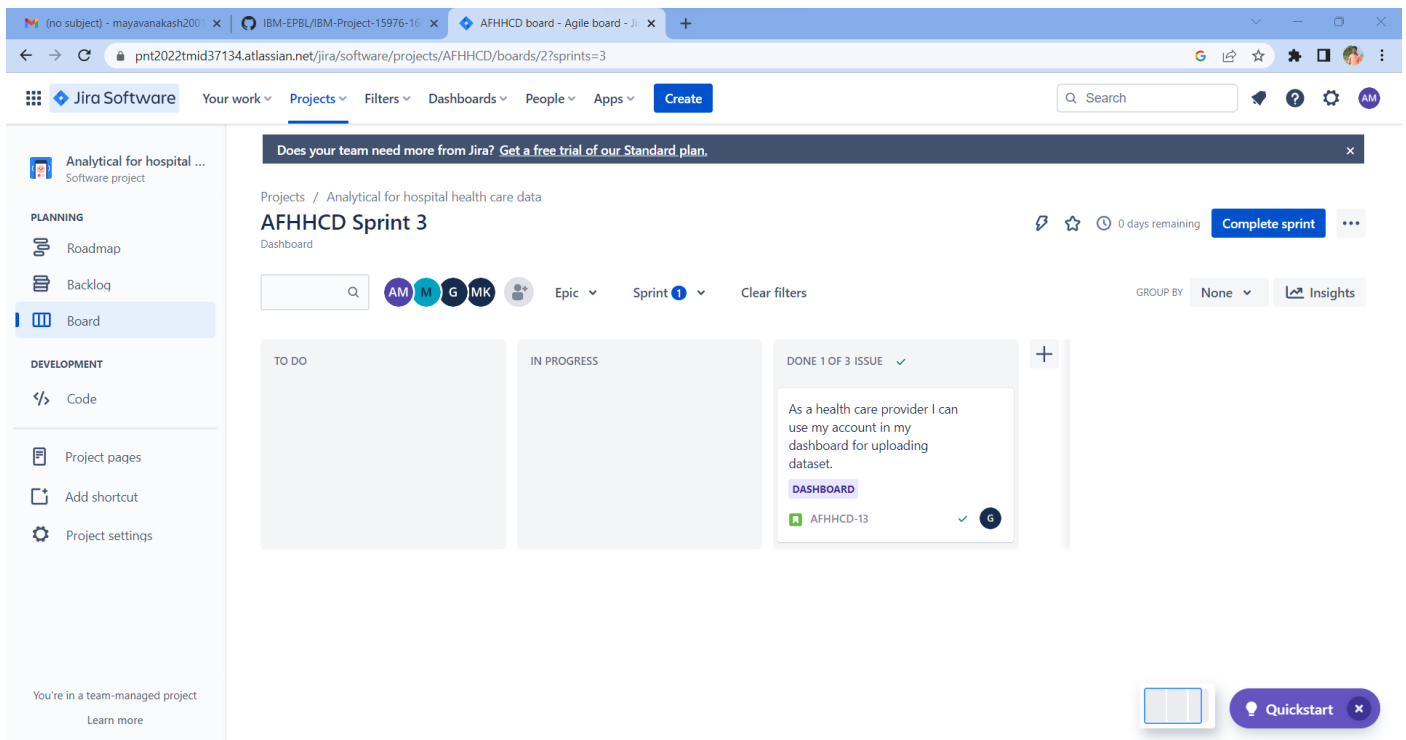 (no subject) - mayavanakash2001
IBM-EPBL/IBM-Project-15976-16
AFHHCD board - Agile board - Ji
pnt2022tmid37134.atlassian.net/jira/software/projects/AFHHCD/boards/2?sprints=3
G
Jira Software Your work Projects Filters Dashboards People Apps Create Search AM
Does your team need more from Jira? Get a free trial of our Standard plan.
Analytical for hospital ...
Software project
PLANNING
Roadmap
Backlog
Board
DEVELOPMENT
Code
Project pages
Add shortcut
Project settings
You're in a team-managed project
Learn more
Projects / Analytical for hospital health care data
AFHHCD Sprint 3
Dashboard
0 days remaining Complete sprint
AM M G MK Epic Sprint 1 Clear filters GROUP BY None Insights
TO DO
IN PROGRESS
DONE 1 OF 3 ISSUE
As a health care provider I can
use my account in my
dashboard for uploading
dataset.
DASHBOARD
AFHHCD-13 G
Quickstart